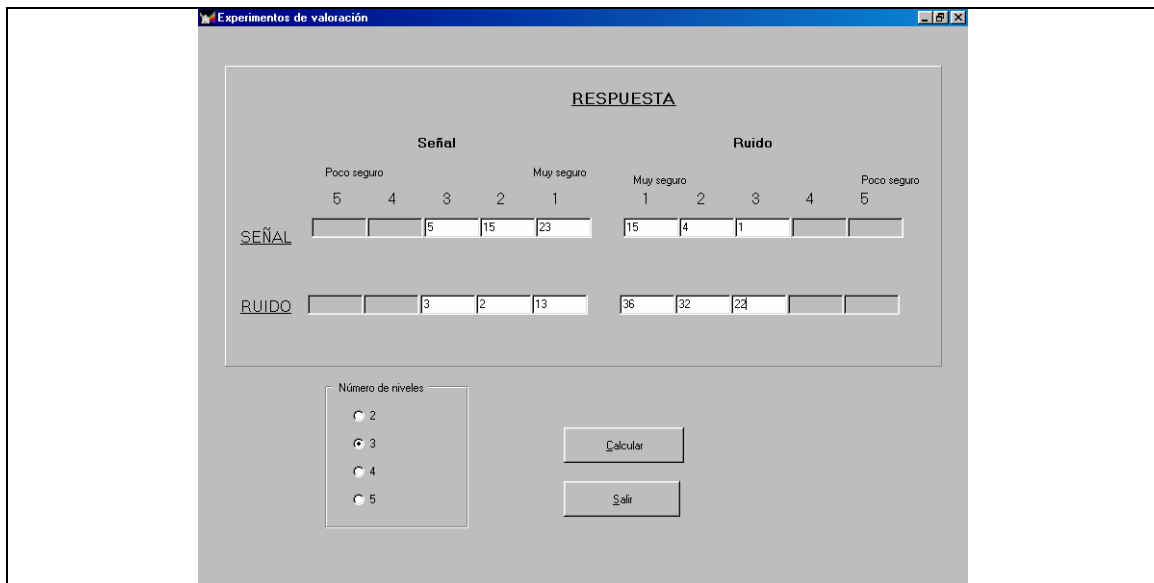 Experimentos de valoración
RESPUESTA
Señal Ruido
Poco seguro Muy seguro Muy seguro Poco seguro
5 4 3 2 1 1 2 3 4 5
SEÑAL 5 15 23 15 4 1
RUIDO 3 2 13 36 32 22
Número de niveles
2
3
4
5
Calcular
Salir